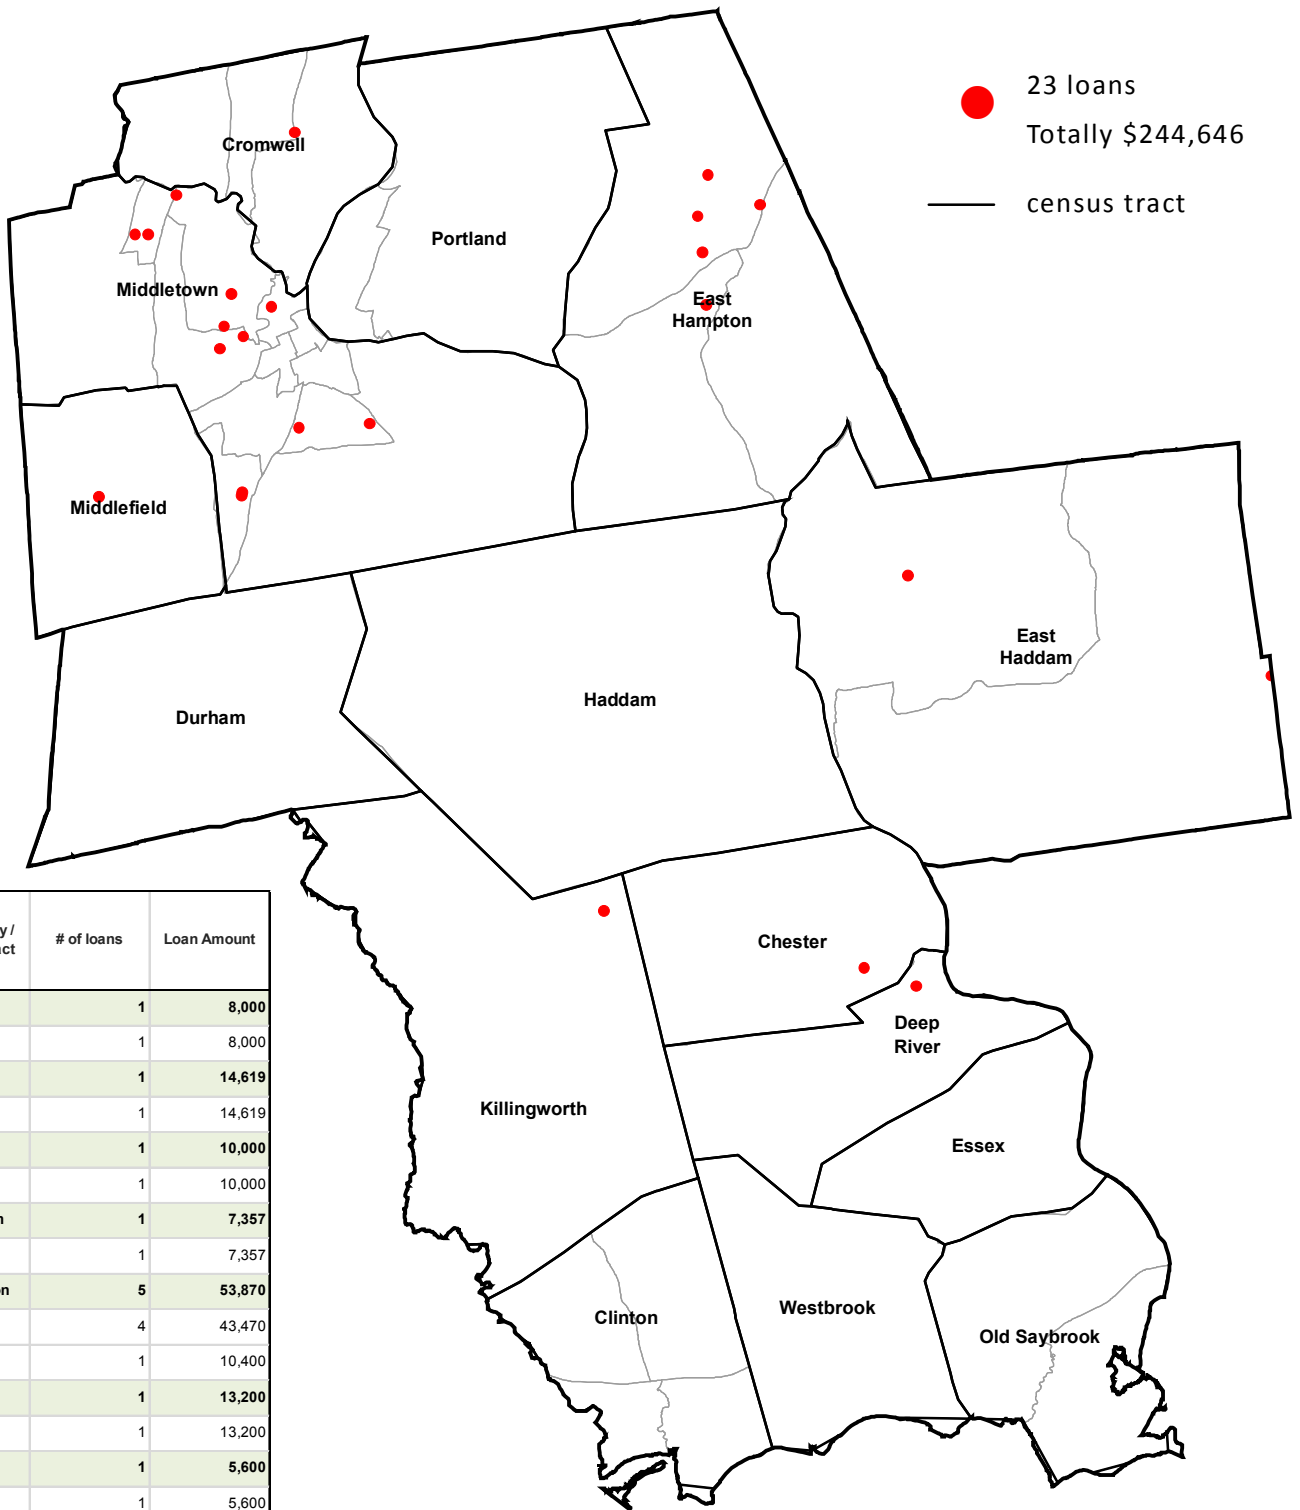 23 loans
Totally $244,646
census tract
Cromwell
Portland
Middletown
East
Hampton
Middlefield
East
Haddam
Haddam
Durham
Chester
Deep
River
Killingworth
Essex
Clinton
Westbrook
Old Saybrook
# of loans Loan Amount
1 8,000
1 8,000
1 14,619
1 14,619
1 10,000
1 10,000
1 7,357
1 7,357
5 53,870
4 43,470
1 10,400
1 13,200
1 13,200
1 5,600
1 5,600